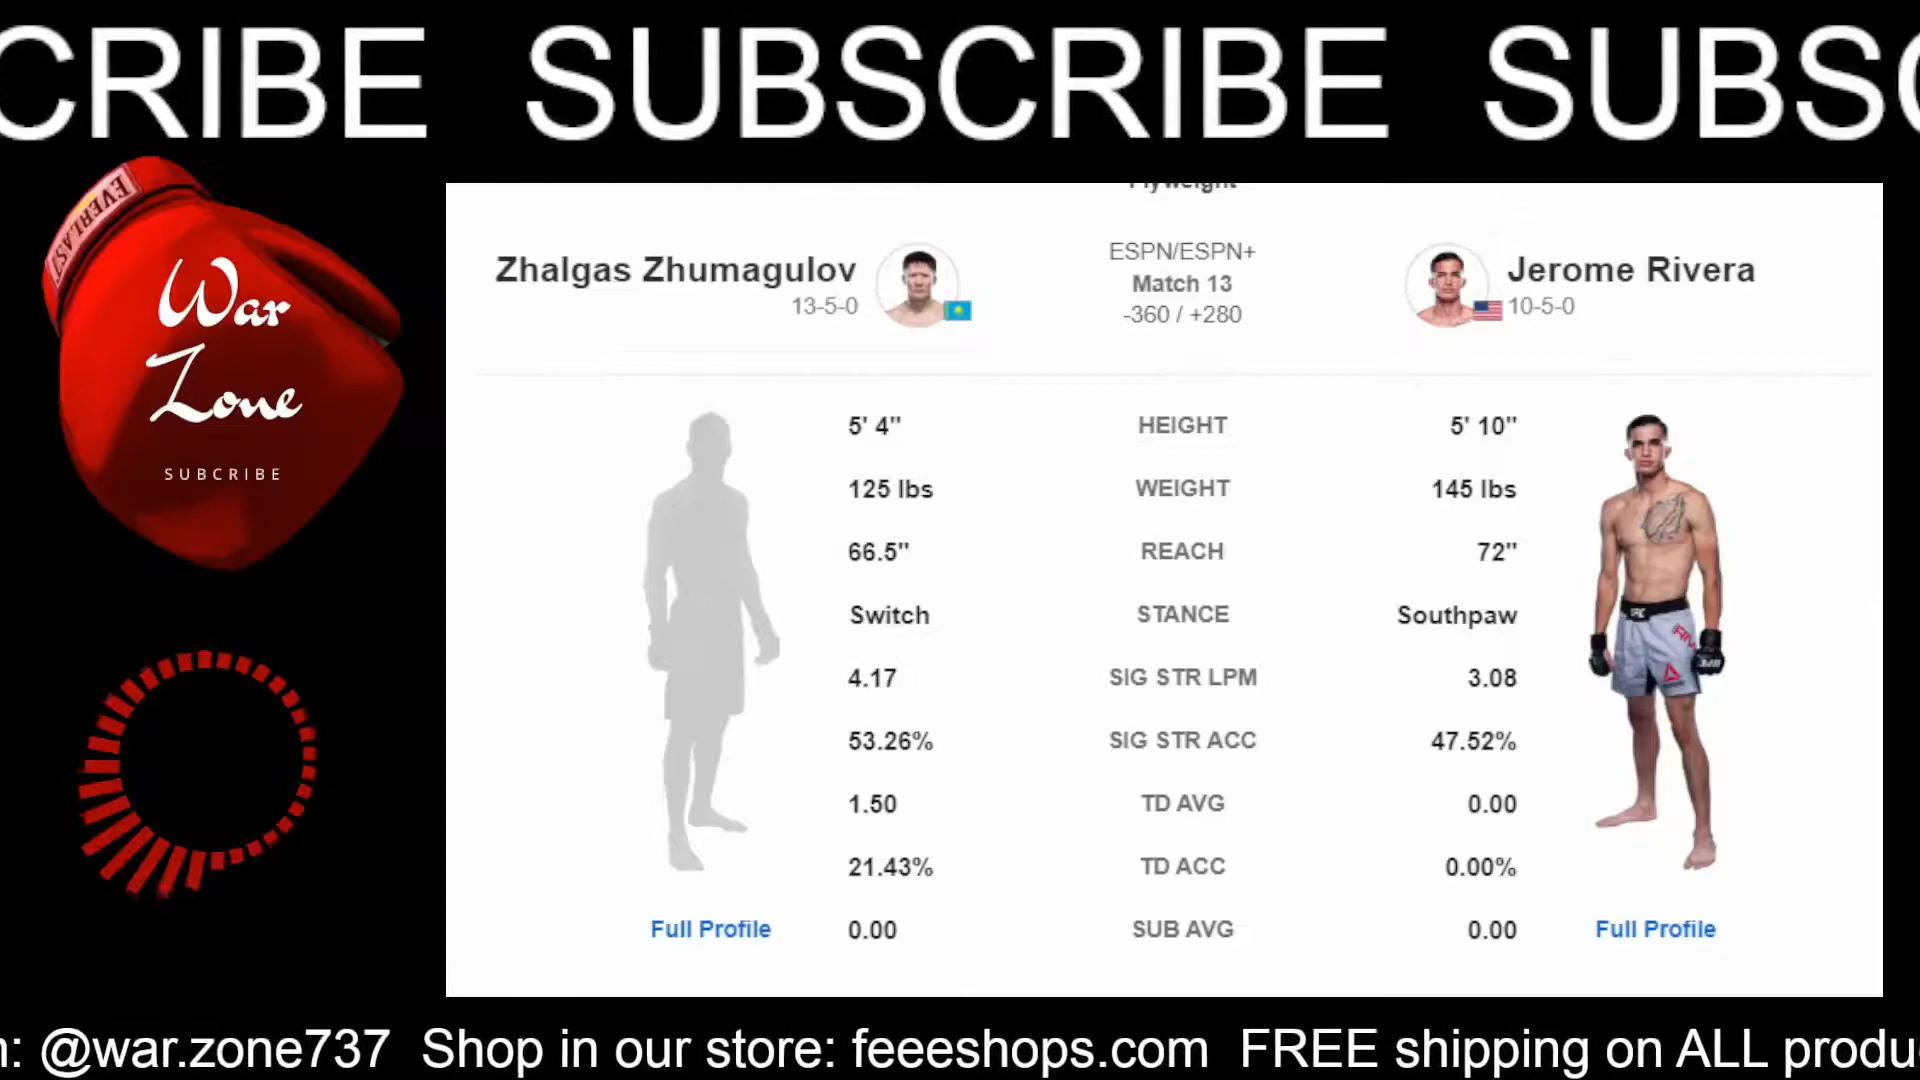 CRIBE SUBSCRIBE SUBSC
EVERLAST
War
Zone
SUBCRIBE
Flyweight
Zhalgas Zhumagulov
13-5-0
ESPN/ESPN+
Match 13
-360 / +280
Jerome Rivera
10-5-0
5' 4" HEIGHT 5' 10"
125 lbs WEIGHT 145 lbs
66.5" REACH 72"
Switch STANCE Southpaw
4.17 SIG STR LPM 3.08
53.26% SIG STR ACC 47.52%
1.50 TD AVG 0.00
21.43% TD ACC 0.00%
Full Profile 0.00 SUB AVG 0.00 Full Profile
: @war.zone737 Shop in our store: feeeshops.com FREE shipping on ALL produ